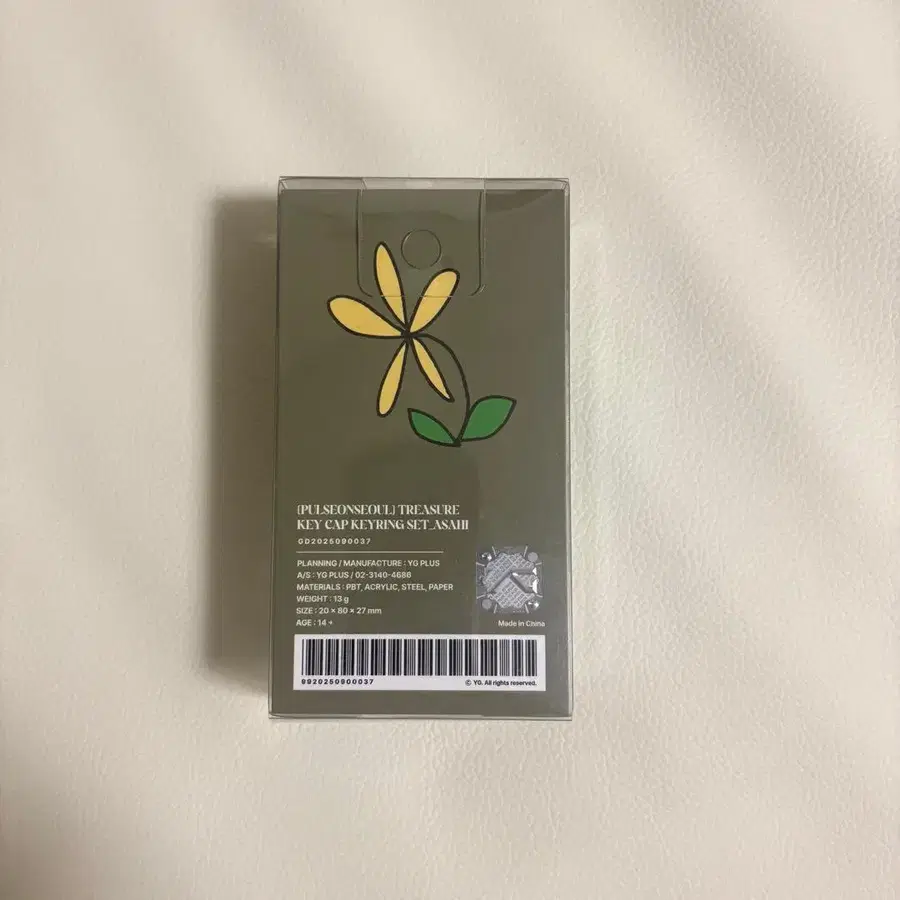 [PULSEONSEOUL] TREASURE
KEY CAP KEYRING SET_ASAHI
GD2025090037
PLANNING / MANUFACTURE : YG PLUS
A/S : YG PLUS / 02-3140-4686
MATERIALS : PBT, ACRYLIC, STEEL, PAPER
WEIGHT : 13 g
SIZE : 20 × 80 × 27 mm
AGE : 14 +
Made in China
9920250900037
© YG. All rights reserved.